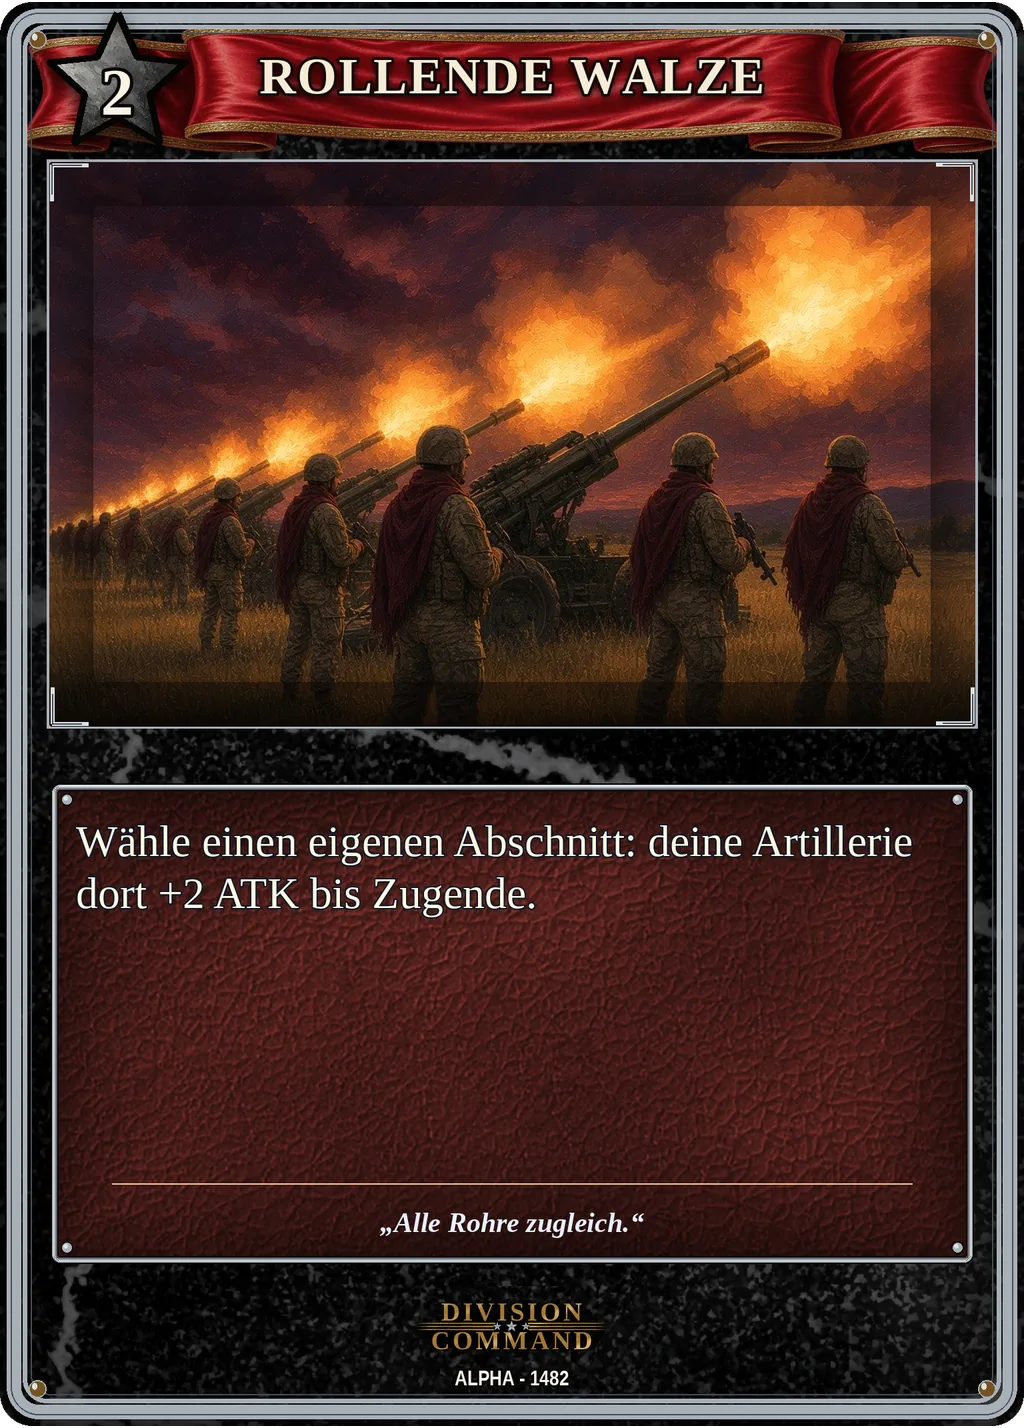 2
ROLLENDE WALZE
Wähle einen eigenen Abschnitt: deine Artillerie
dort +2 ATK bis Zugende.
„Alle Rohre zugleich.“
DIVISION
COMMAND
ALPHA - 1482